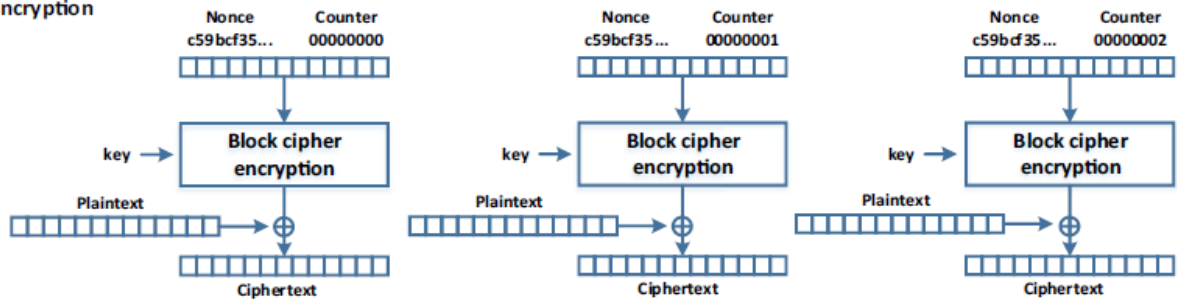 ncryption
Nonce Counter
c59bcf35... 00000000
Block cipher
encryption
key
Plaintext
Ciphertext
Nonce Counter
c59bcf35... 00000001
Block cipher
encryption
key
Plaintext
Ciphertext
Nonce Counter
c59bcf35... 00000002
Block cipher
encryption
key
Plaintext
Ciphertext